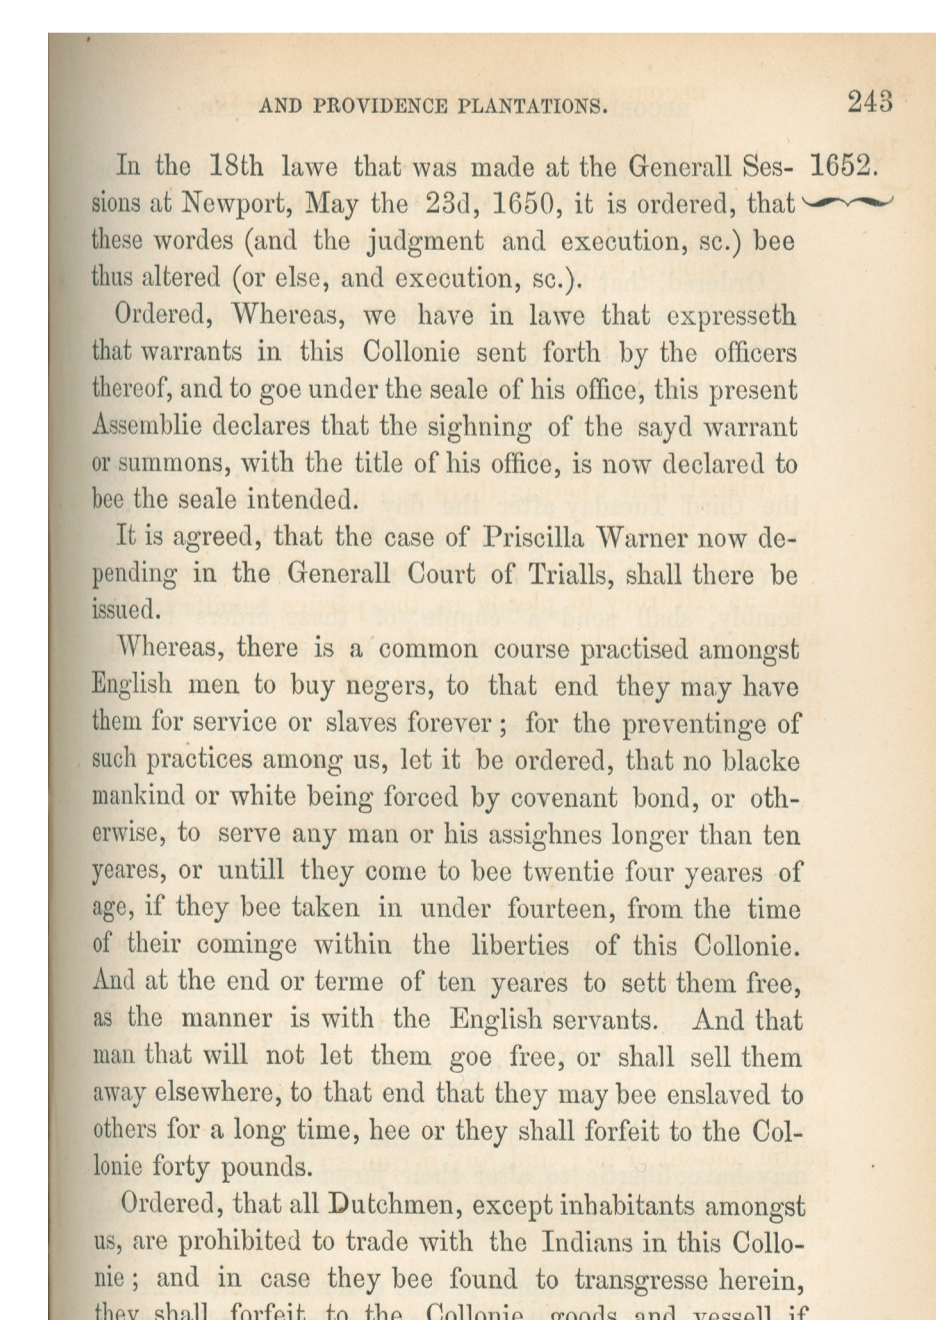 AND PROVIDENCE PLANTATIONS. 243
In the 18th lawe that was made at the Generall Ses- 1652.
sions at Newport, May the 23d, 1650, it is ordered, that
these wordes (and the judgment and execution, sc.) bee
thus altered (or else, and execution, sc.).
Ordered, Whereas, we have in lawe that expresseth
that warrants in this Collonie sent forth by the officers
thereof, and to goe under the seale of his office, this present
Assemblie declares that the sighning of the sayd warrant
or summons, with the title of his office, is now declared to
bee the seale intended.
It is agreed, that the case of Priscilla Warner now de-
pending in the Generall Court of Trialls, shall there be
issued.
Whereas, there is a common course practised amongst
English men to buy negers, to that end they may have
them for service or slaves forever; for the preventinge of
such practices among us, let it be ordered, that no blacke
mankind or white being forced by covenant bond, or oth-
erwise, to serve any man or his assighnes longer than ten
yeares, or untill they come to bee twentie four yeares of
age, if they bee taken in under fourteen, from the time
of their cominge within the liberties of this Collonie.
And at the end or terme of ten yeares to sett them free,
as the manner is with the English servants. And that
man that will not let them goe free, or shall sell them
away elsewhere, to that end that they may bee enslaved to
others for a long time, hee or they shall forfeit to the Col-
lonie forty pounds.
Ordered, that all Dutchmen, except inhabitants amongst
us, are prohibited to trade with the Indians in this Collo-
nie; and in case they bee found to transgresse herein,
they shall forfeit to the Collonie, goods and vessell if